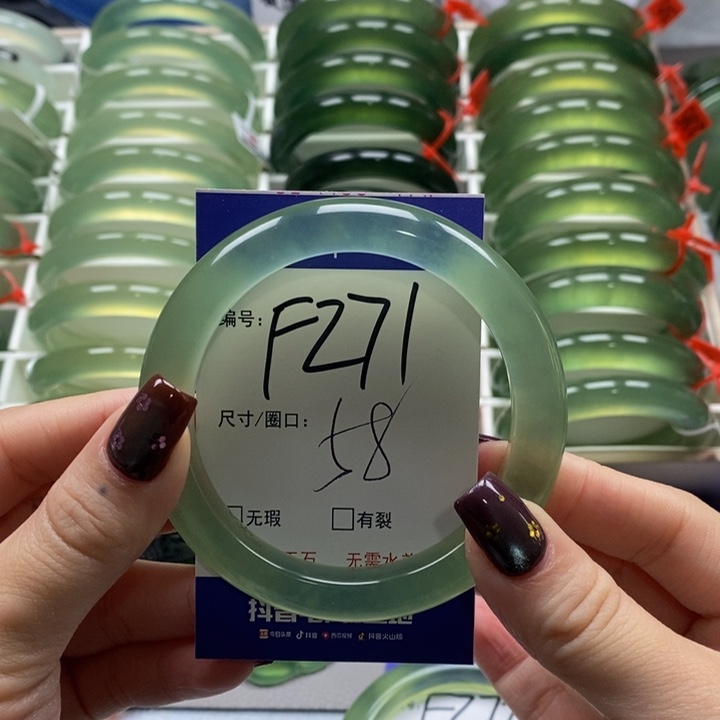 编号：F271
尺寸/圈口：58
无瑕 □有裂
无需水
抖音
今日头条 抖音 西瓜视频 抖音火山版
F271